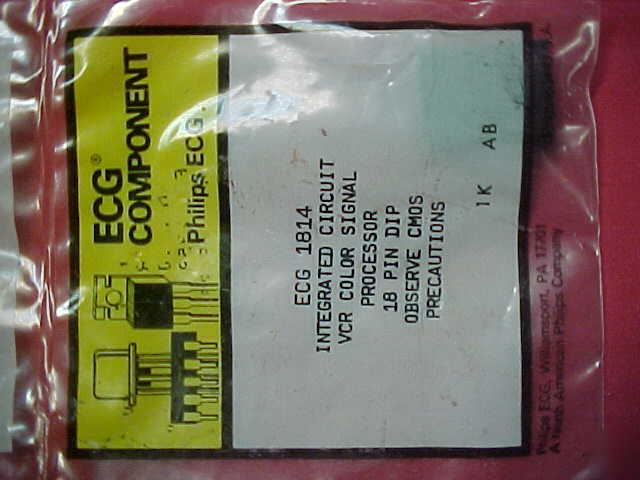 ECG®
COMPONENT
Philips ECG
ECG 1814
INTEGRATED CIRCUIT
VCR COLOR SIGNAL
PROCESSOR
18 PIN DIP
OBSERVE CMOS
PRECAUTIONS
1K AB
Philips ECG, Williamsport, PA 17701
A North American Philips Company